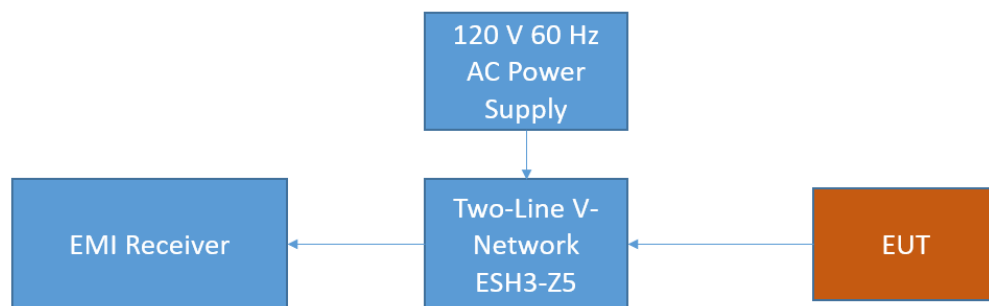 120 V 60 Hz
AC Power
Supply
EMI Receiver
Two-Line V-
Network
ESH3-Z5
EUT